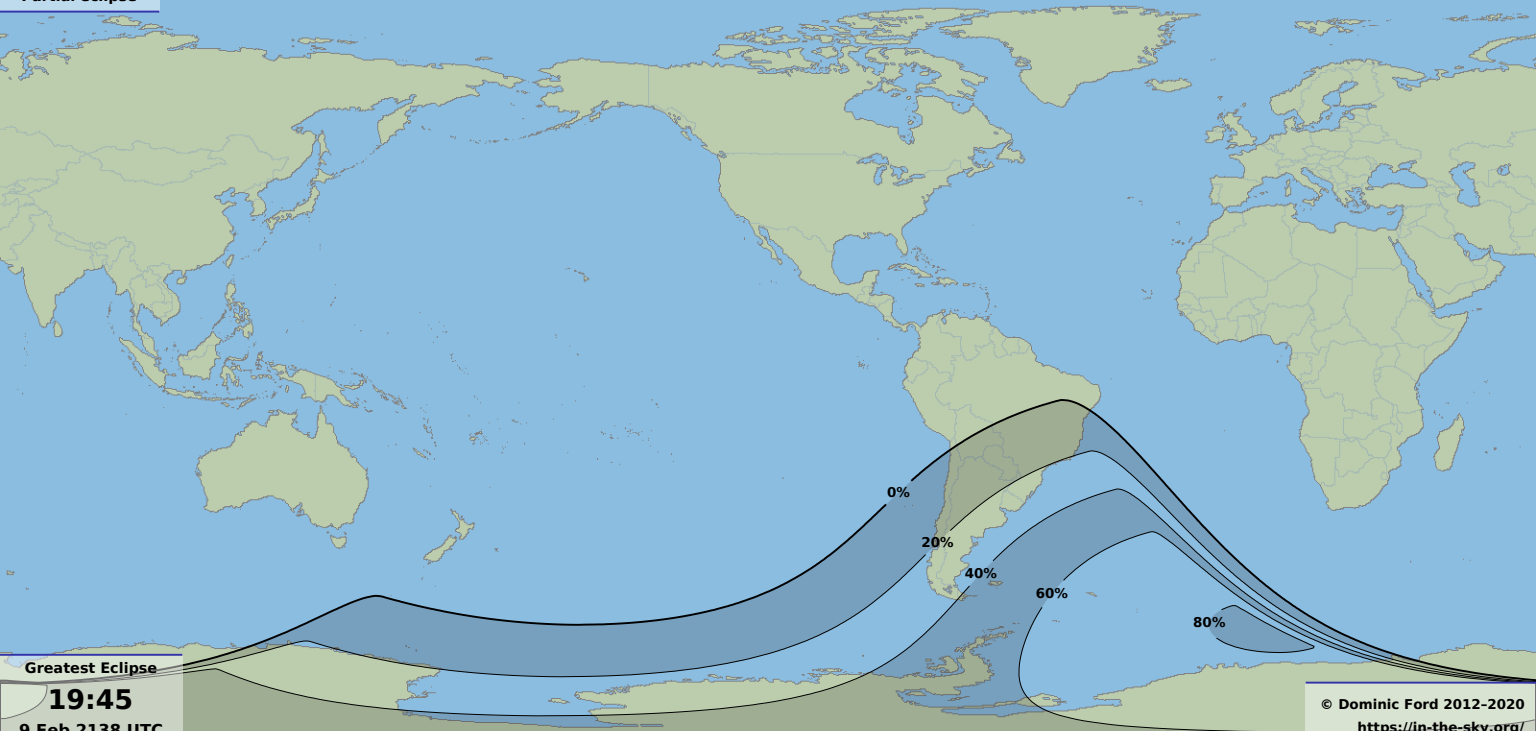 Partial Eclipse
0%
20%
40%
60%
80%
Greatest Eclipse
19:45
9 Feb 2138 UTC
© Dominic Ford 2012–2020
https://in-the-sky.org/